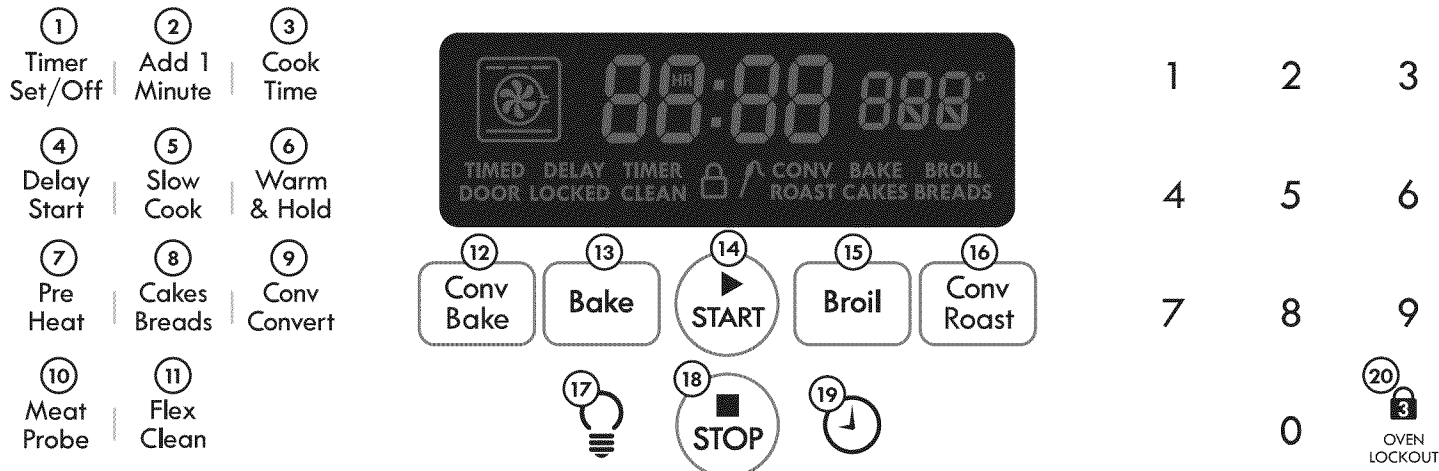 1 2 3
Timer Add 1 Cook
Set/Off Minute Time
4 5 6
Delay Slow Warm
Start Cook & Hold
7 8 9
Pre Cakes Conv
Heat Breads Convert
10 11
Meat Flex
Probe Clean
88:88 888°
HR
TIMED DELAY TIMER CONV BAKE BROIL
DOOR LOCKED CLEAN ROAST CAKES BREADS
12 13 14 15 16
Conv Bake
Bake
START
Broil
Conv Roast
17 18 19
STOP
1 2 3
4 5 6
7 8 9
20
0 3
OVEN
LOCKOUT